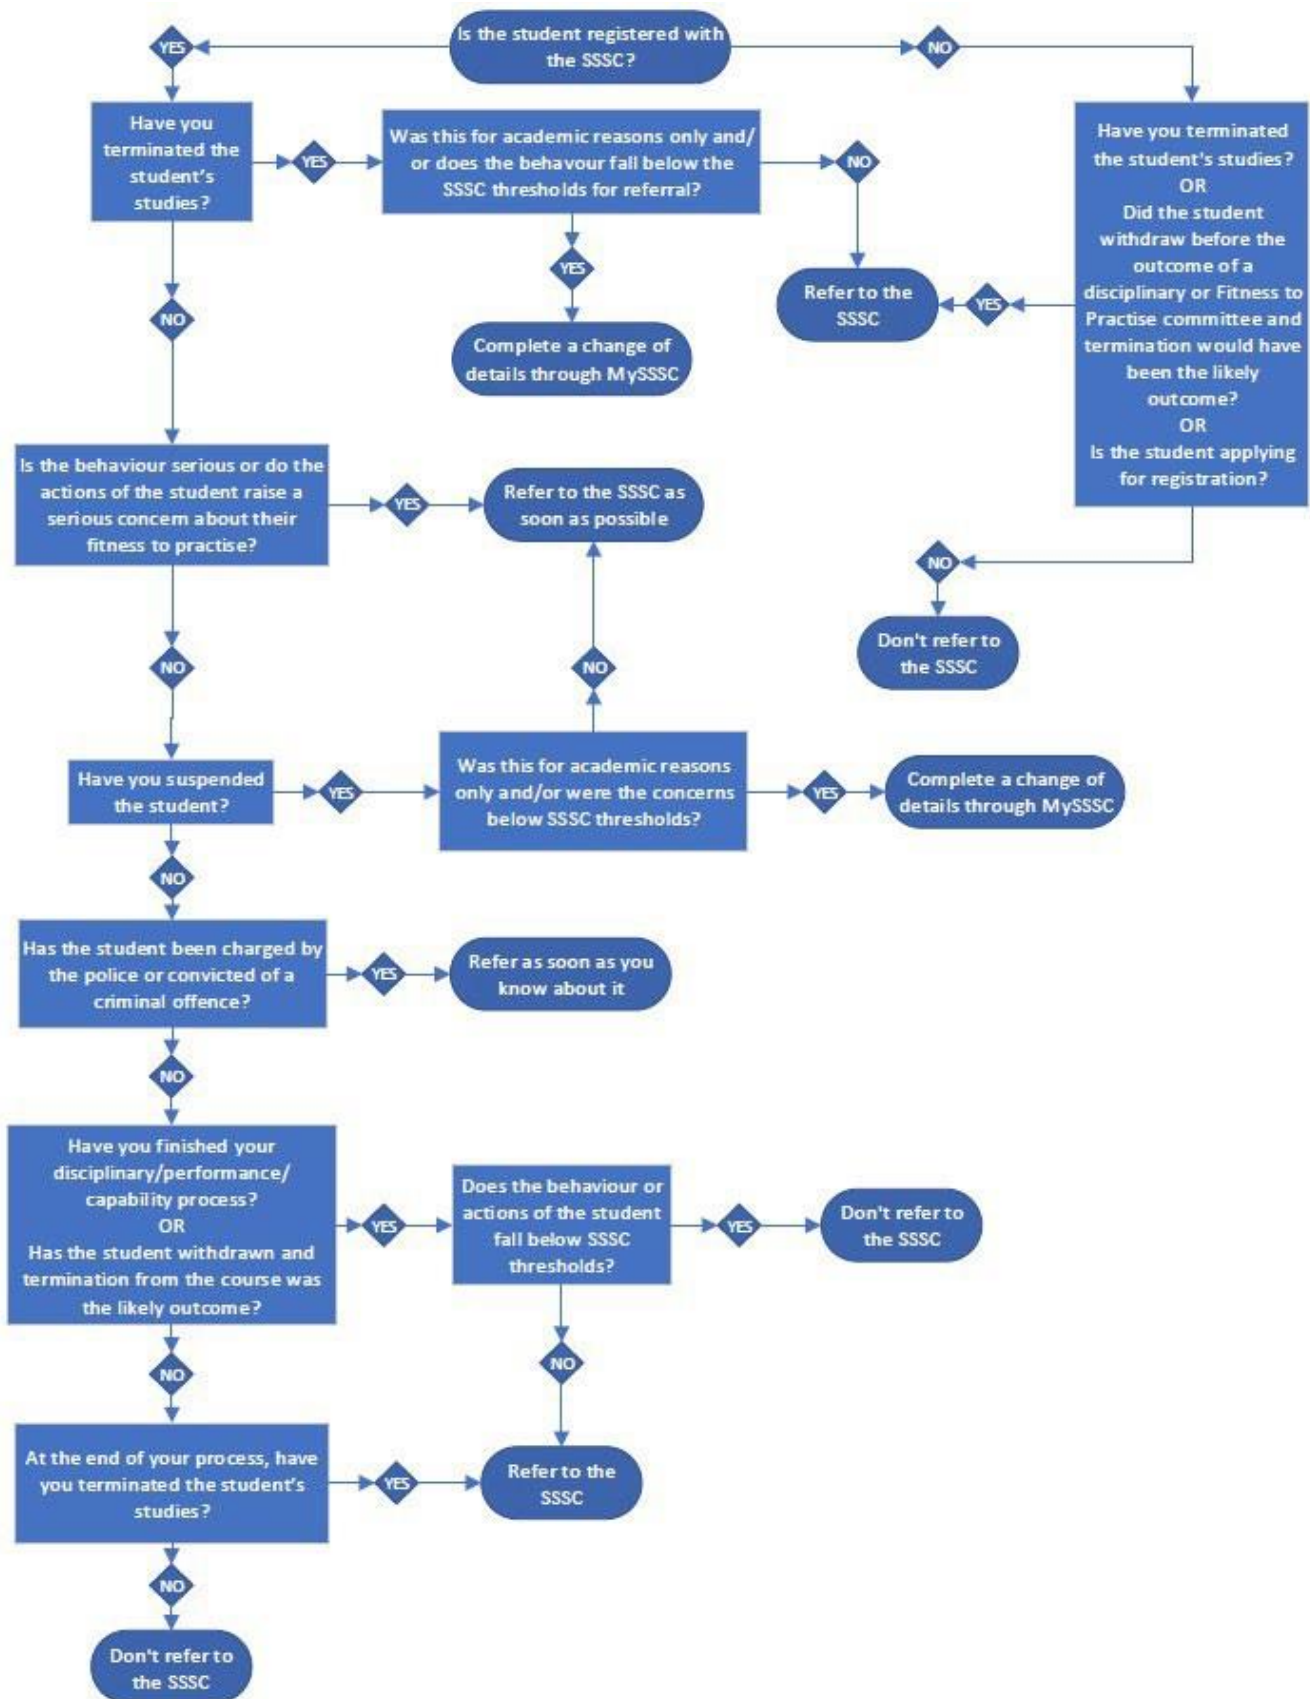 Is the student registered with
the SSSC?
YES
NO
Have you
terminated the
student's
studies?
YES
Was this for academic reasons only and/
or does the behavour fall below the
SSSC thresholds for referral?
NO
Have you terminated
the student's studies?
OR
Did the student
withdraw before the
outcome of a
disciplinary or Fitness to
Practise committee and
termination would have
been the likely
outcome?
OR
Is the student applying
for registration?
YES
Refer to the
SSSC
YES
NO
Complete a change of
details through MySSSC
Is the behaviour serious or do the
actions of the student raise a
serious concern about their
fitness to practise?
YES
Refer to the SSSC as
soon as possible
NO
Don't refer to
the SSSC
NO
NO
Have you suspended
the student?
YES
Was this for academic reasons
only and/or were the concerns
below SSSC thresholds?
YES
Complete a change of
details through MySSSC
NO
Has the student been charged by
the police or convicted of a
criminal offence?
YES
Refer as soon as you
know about it
NO
Have you finished your
disciplinary/performance/
capability process?
OR
Has the student withdrawn and
termination from the course was
the likely outcome?
YES
Does the behaviour or
actions of the student
fall below SSSC
thresholds?
YES
Don't refer to
the SSSC
NO
NO
At the end of your process, have
you terminated the student's
studies?
YES
Refer to the
SSSC
NO
Don't refer to
the SSSC